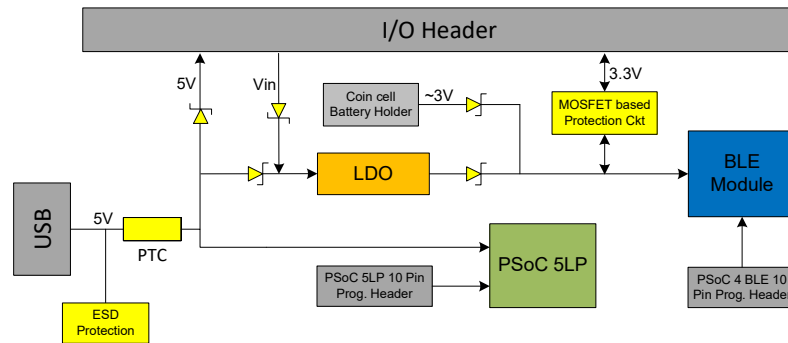 I/O Header
5V
Vin
3.3V
Coin cell
Battery Holder
~3V
MOSFET based
Protection Ckt
LDO
BLE
Module
USB
5V
PTC
PSoC 5LP
PSoC 5LP 10 Pin
Prog. Header
PSoC 4 BLE 10
Pin Prog. Header
ESD
Protection